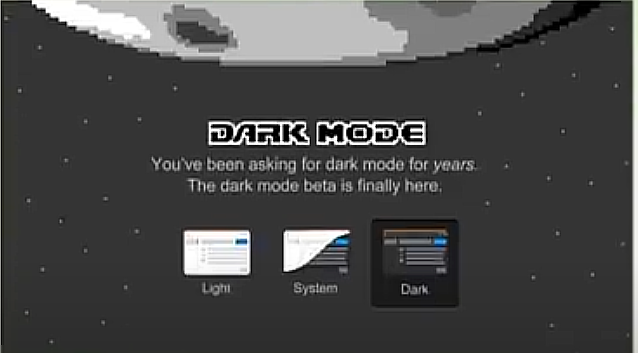 DARK MODE
You've been asking for dark mode for years.
The dark mode beta is finally here.
Light
System
Dark